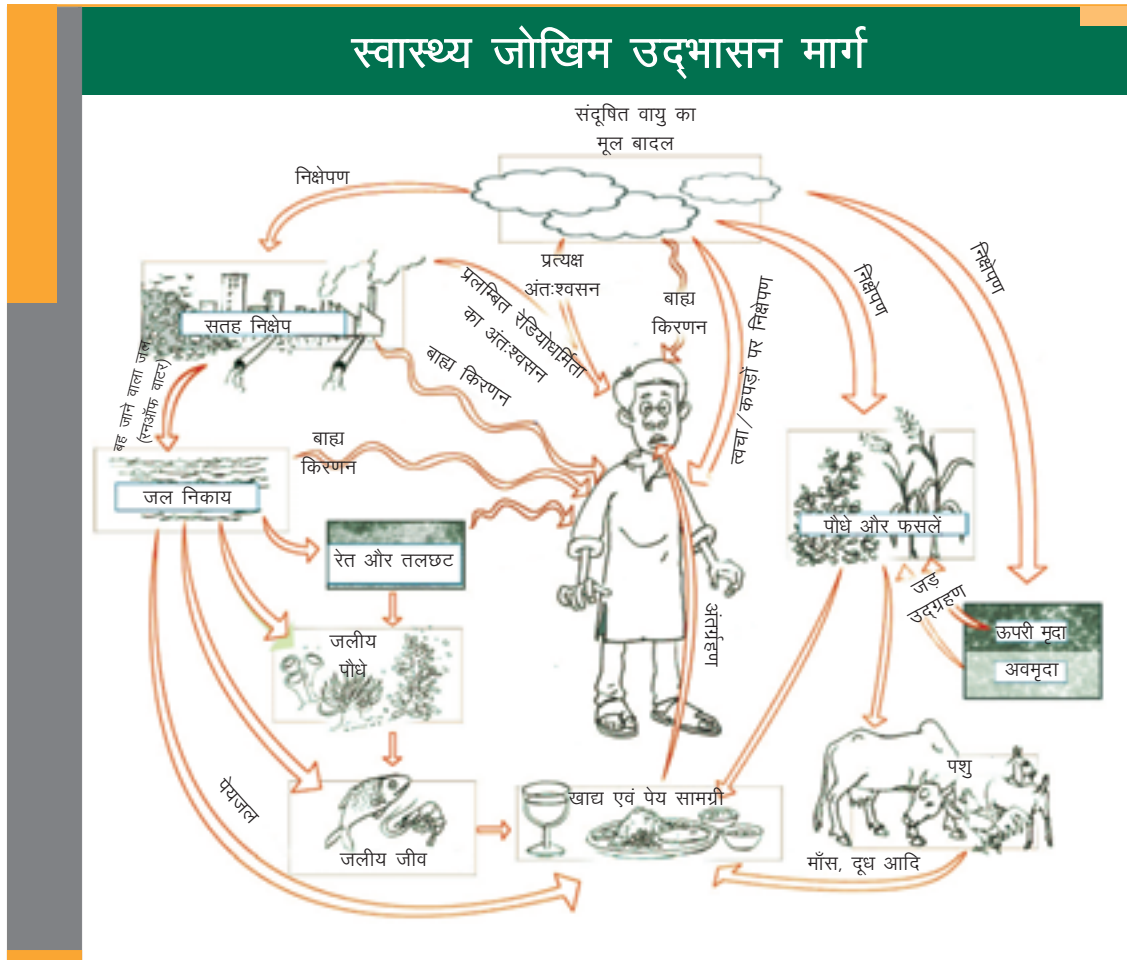 स्वास्थ्य जोखिम उद्‌भासन मार्ग
संदूषित वायु का
मूल बादल
निक्षेपण
प्रत्यक्ष
अंतःश्वसन
बाह्य
किरणन
त्वचा/कपड़ों पर निक्षेपण
निक्षेपण
निक्षेपण
प्रलम्बित रेडियोधर्मिता
का अंतःश्वसन
सतह निक्षेप
बाह्य किरणन
बह जाने वाला जल
(रनऑफ वाटर)
बाह्य
किरणन
जल निकाय
रेत और तलछट
पौधे और फसलें
जड़
उद्ग्रहण
ऊपरी मृदा
अवमृदा
जलीय
पौधे
अंतर्ग्रहण
पशु
पेयजल
खाद्य एवं पेय सामग्री
जलीय जीव
माँस, दूध आदि